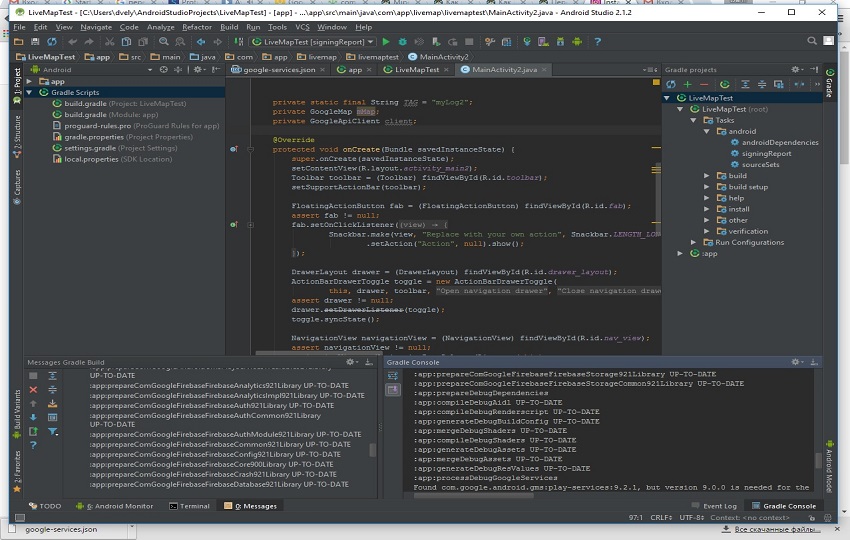 LiveMapTest - [C:\Users\dvely\AndroidStudioProjects\LiveMapTest] - [app] - ...\app\src\main\java\com\app\livemap\livemaptest\MainActivity2.java - Android Studio 2.1.2
File Edit View Navigate Code Analyze Refactor Build Run Tools VCS Window Help
LiveMapTest [signingReport]
LiveMapTest app src main java com app livemap livemaptest MainActivity2
Android
app
Gradle Scripts
build.gradle (Project: LiveMapTest)
build.gradle (Module: app)
proguard-rules.pro (ProGuard Rules for app)
gradle.properties (Project Properties)
settings.gradle (Project Settings)
local.properties (SDK Location)
1: Project
7: Structure
Captures
Build Variants
2: Favorites
google-services.json app LiveMapTest MainActivity2.java
private static final String TAG = "myLog2";
private GoogleMap mMap;
private GoogleApiClient client;
@Override
protected void onCreate(Bundle savedInstanceState) {
super.onCreate(savedInstanceState);
setContentView(R.layout.activity_main2);
Toolbar toolbar = (Toolbar) findViewById(R.id.toolbar);
setSupportActionBar(toolbar);
FloatingActionButton fab = (FloatingActionButton) findViewById(R.id.fab);
assert fab != null;
fab.setOnClickListener((view) → {
Snackbar.make(view, "Replace with your own action", Snackbar.LENGTH_LO
.setAction("Action", null).show();
});
DrawerLayout drawer = (DrawerLayout) findViewById(R.id.drawer_layout);
ActionBarDrawerToggle toggle = new ActionBarDrawerToggle(
this, drawer, toolbar, "Open navigation drawer", "Close navigation drawe
assert drawer != null;
drawer.setDrawerListener(toggle);
toggle.syncState();
NavigationView navigationView = (NavigationView) findViewById(R.id.nav_view);
assert navigationView != null;
Gradle projects
LiveMapTest
LiveMapTest (root)
Tasks
android
androidDependencies
signingReport
sourceSets
build
build setup
help
install
other
verification
Run Configurations
:app
Gradle
Android Model
Messages Gradle Build
UP-TO-DATE
:app:prepareComGoogleFirebaseFirebaseAnalytics921Library UP-TO-DATE
:app:prepareComGoogleFirebaseFirebaseAnalyticsImpl921Library UP-TO-DATE
:app:prepareComGoogleFirebaseFirebaseAuth921Library UP-TO-DATE
:app:prepareComGoogleFirebaseFirebaseAuthCommon921Library
UP-TO-DATE
:app:prepareComGoogleFirebaseFirebaseAuthModule921Library UP-TO-DATE
:app:prepareComGoogleFirebaseFirebaseCommon921Library UP-TO-DATE
:app:prepareComGoogleFirebaseFirebaseConfig921Library UP-TO-DATE
:app:prepareComGoogleFirebaseFirebaseCore900Library UP-TO-DATE
:app:prepareComGoogleFirebaseFirebaseCrash921Library UP-TO-DATE
:app:prepareComGoogleFirebaseFirebaseDatabase921Library UP-TO-DATE
Gradle Console
:app:prepareComGoogleFirebaseFirebaseStorage921Library UP-TO-DATE
:app:prepareComGoogleFirebaseFirebaseStorageCommon921Library UP-TO-DATE
:app:prepareDebugDependencies
:app:compileDebugAidl UP-TO-DATE
:app:compileDebugRenderscript UP-TO-DATE
:app:generateDebugBuildConfig UP-TO-DATE
:app:mergeDebugShaders UP-TO-DATE
:app:compileDebugShaders UP-TO-DATE
:app:generateDebugAssets UP-TO-DATE
:app:mergeDebugAssets UP-TO-DATE
:app:generateDebugResValues UP-TO-DATE
:app:processDebugGoogleServices
Found com.google.android.gms:play-services:9.2.1, but version 9.0.0 is needed for the
TODO 6: Android Monitor Terminal 0: Messages Event Log Gradle Console
97:1 CRLF÷ UTF-8÷ Context: <no context>
google-services.json Все скачанные файлы...